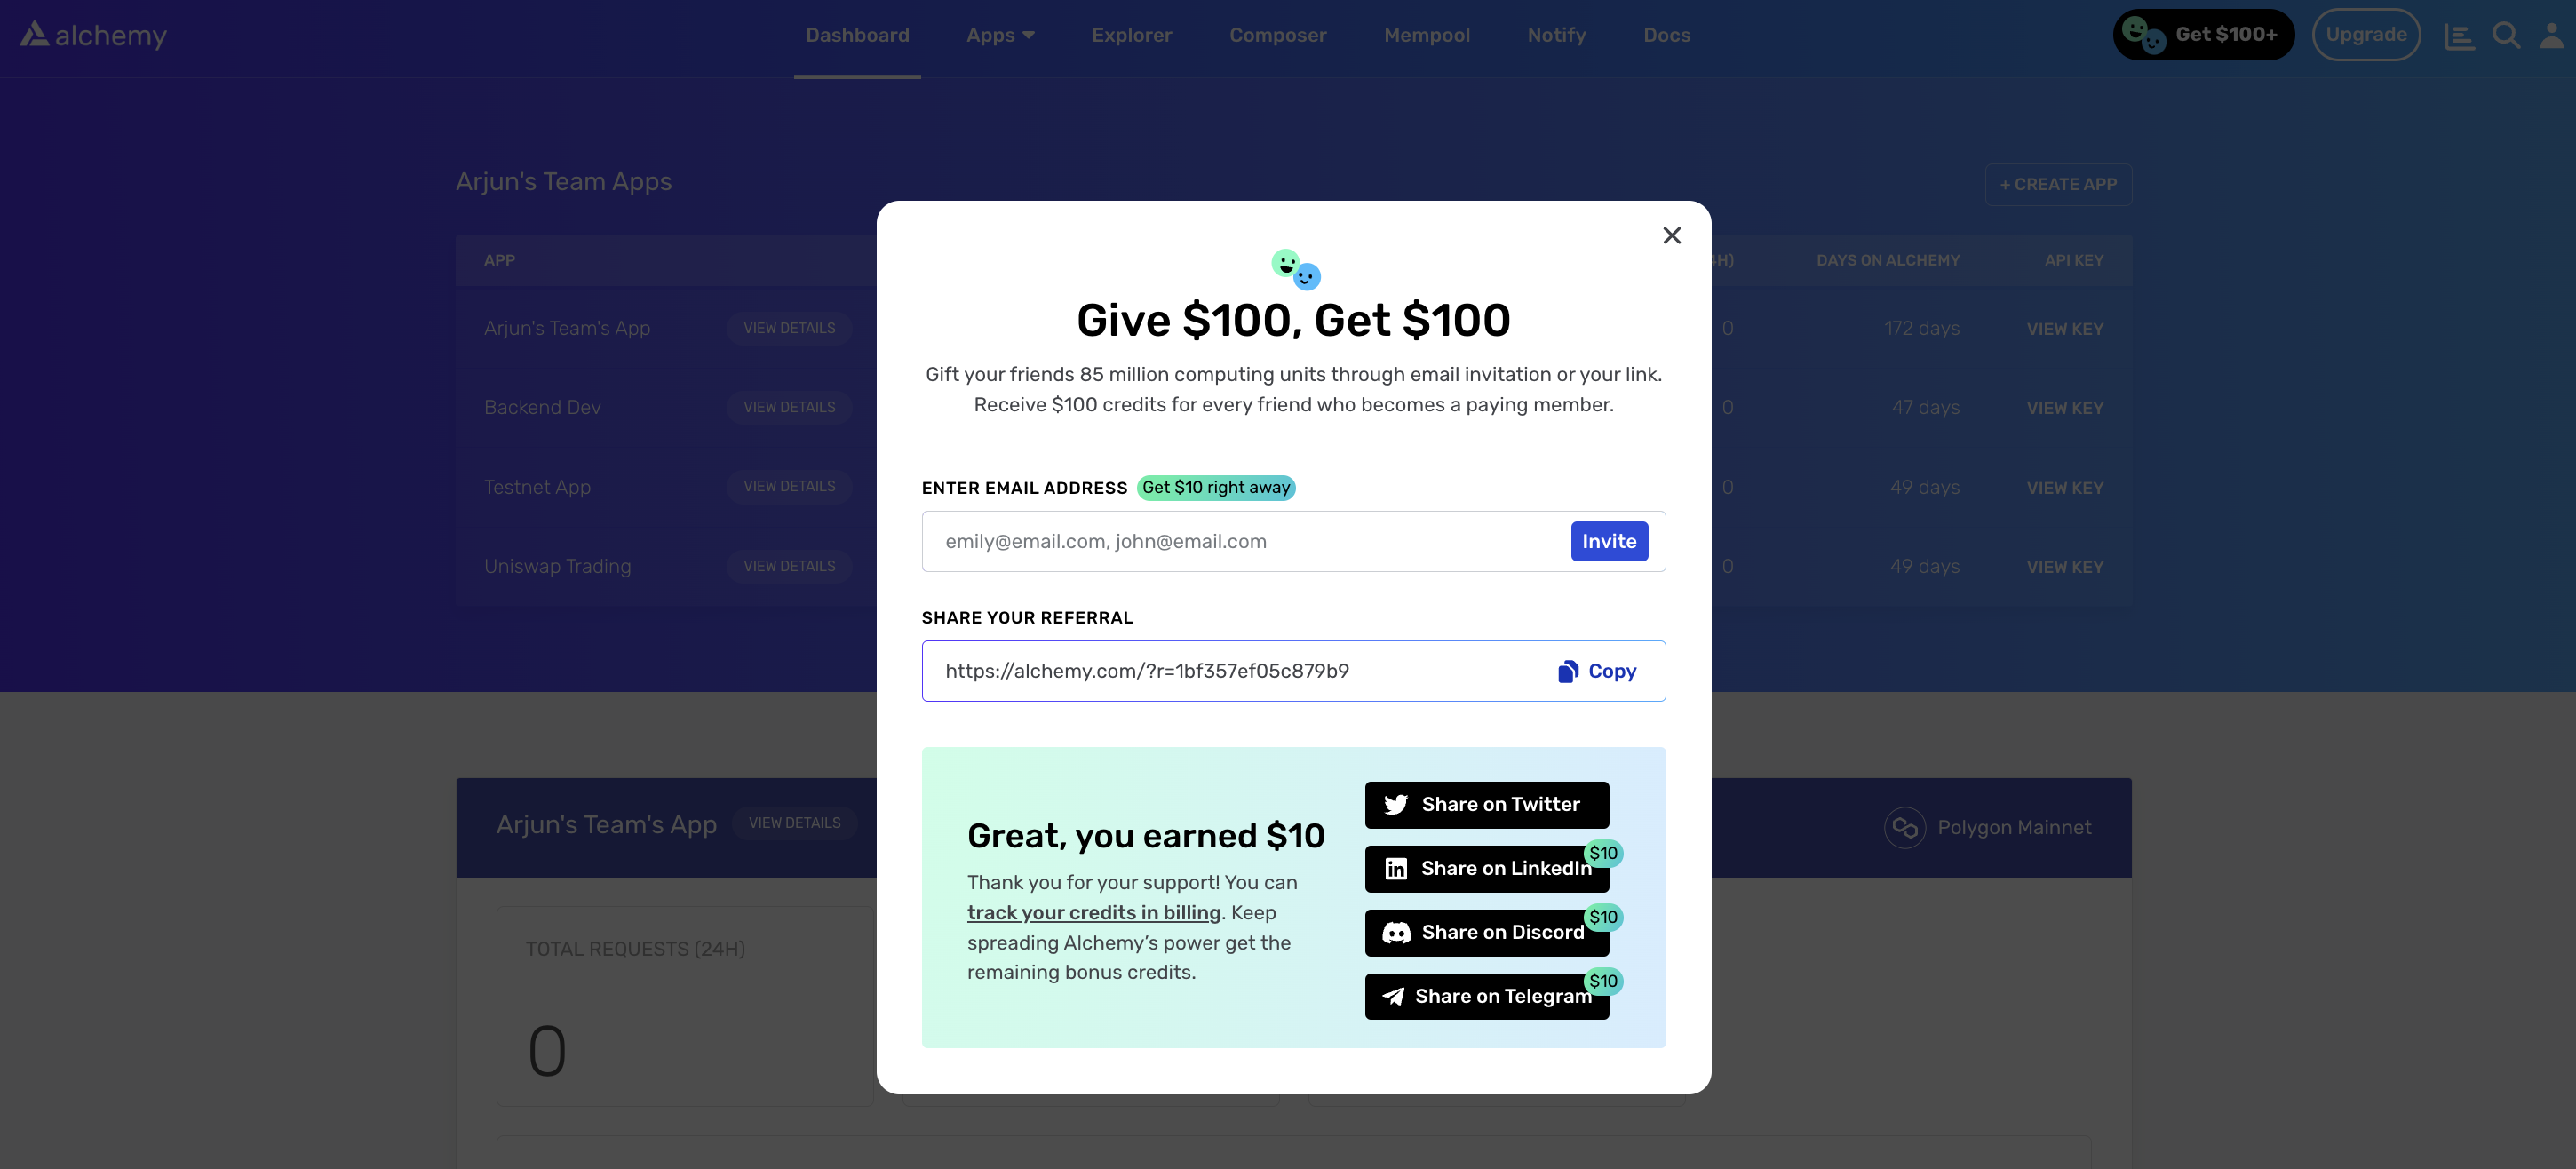 alchemy
Dashboard Apps Explorer Composer Mempool Notify Docs
Get $100+ Upgrade
Arjun's Team Apps
+ CREATE APP
APP 4H) DAYS ON ALCHEMY API KEY
Arjun's Team's App VIEW DETAILS 0 172 days VIEW KEY
Backend Dev VIEW DETAILS 0 47 days VIEW KEY
Testnet App VIEW DETAILS 0 49 days VIEW KEY
Uniswap Trading VIEW DETAILS 0 49 days VIEW KEY
Give $100, Get $100
Gift your friends 85 million computing units through email invitation or your link.
Receive $100 credits for every friend who becomes a paying member.
ENTER EMAIL ADDRESS Get $10 right away
emily@email.com, john@email.com Invite
SHARE YOUR REFERRAL
https://alchemy.com/?r=1bf357ef05c879b9 Copy
Great, you earned $10
Thank you for your support! You can
track your credits in billing. Keep
spreading Alchemy’s power get the
remaining bonus credits.
Share on Twitter
Share on LinkedIn $10
Share on Discord $10
Share on Telegram $10
Arjun's Team's App VIEW DETAILS
Polygon Mainnet
TOTAL REQUESTS (24H)
0